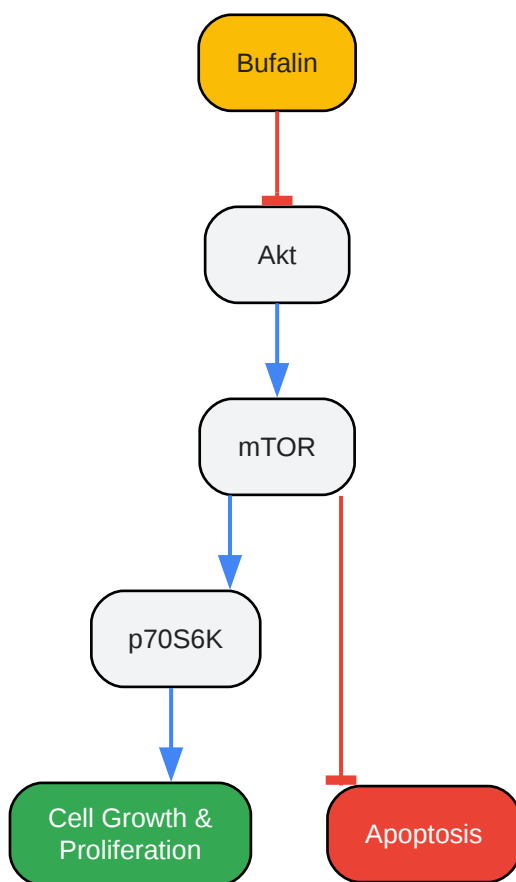 Bufalin
Akt
mTOR
p70S6K
Cell Growth &
Proliferation
Apoptosis